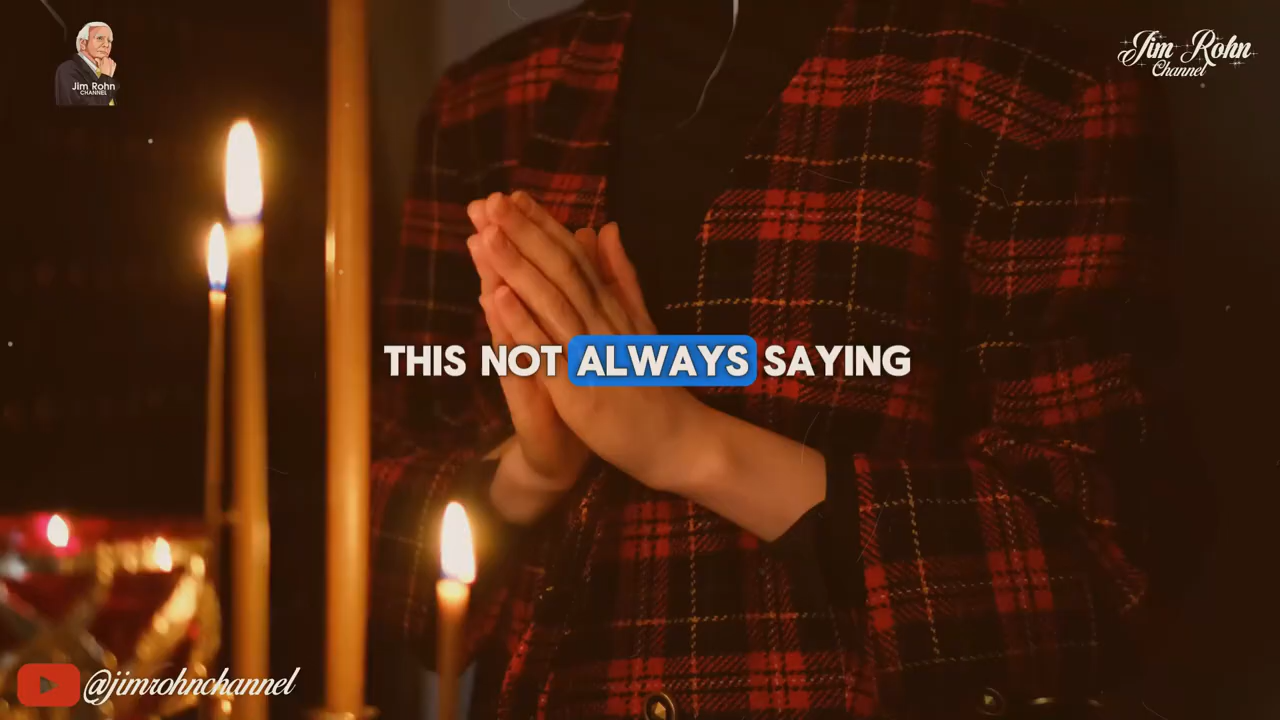 Jim Rohn
CHANNEL
Jim Rohn
Channel
THIS NOT ALWAYS SAYING
@jimrohnchannel